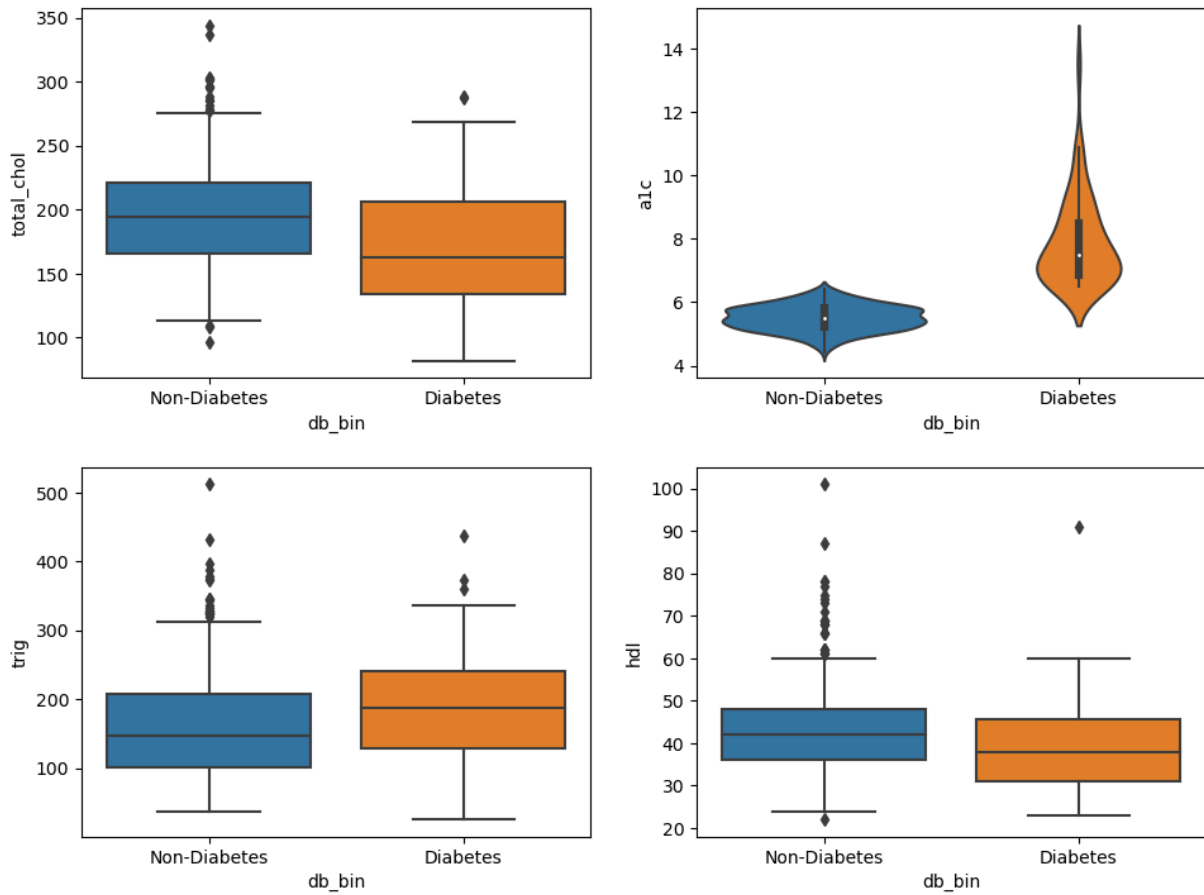 total_chol
350
300
250
200
150
100
Non-Diabetes Diabetes
db_bin
a1c
14
12
10
8
6
4
Non-Diabetes Diabetes
db_bin
trig
500
400
300
200
100
Non-Diabetes Diabetes
db_bin
hdl
100
90
80
70
60
50
40
30
20
Non-Diabetes Diabetes
db_bin